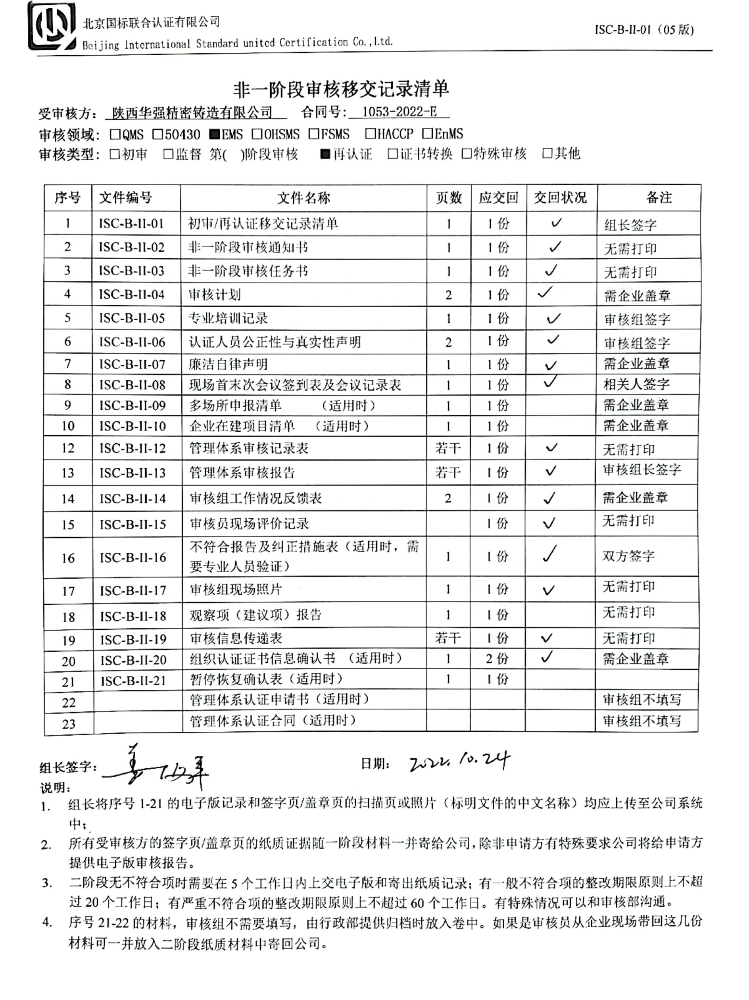 北京国标联合认证有限公司
Beijing International Standard united Certification Co.,Ltd.
ISC-B-II-01（05版）
非一阶段审核移交记录清单
受审核方： 陕西华强精密铸造有限公司 合同号： 1053-2022-E
审核领域：□QMS □50430 ■EMS □OHSMS □FSMS □HACCP □EnMS
审核类型：□初审 □监督 第( )阶段审核 ■再认证 □证书转换 □特殊审核 □其他
序号 文件编号 文件名称 页数 应交回 交回状况 备注
1 ISC-B-II-01 初审/再认证移交记录清单 1 1份 ✓ 组长签字
2 ISC-B-II-02 非一阶段审核通知书 1 1份 ✓ 无需打印
3 ISC-B-II-03 非一阶段审核任务书 1 1份 ✓ 无需打印
4 ISC-B-II-04 审核计划 2 1份 ✓ 需企业盖章
5 ISC-B-II-05 专业培训记录 1 1份 ✓ 审核组签字
6 ISC-B-II-06 认证人员公正性与真实性声明 2 1份 ✓ 审核组签字
7 ISC-B-II-07 廉洁自律声明 1 1份 ✓ 需企业盖章
8 ISC-B-II-08 现场首末次会议签到表及会议记录表 1 1份 ✓ 相关人签字
9 ISC-B-II-09 多场所申报清单 （适用时） 1 1份 需企业盖章
10 ISC-B-II-10 企业在建项目清单 （适用时） 1 1份 需企业盖章
12 ISC-B-II-12 管理体系审核记录表 若干 1份 ✓ 无需打印
13 ISC-B-II-13 管理体系审核报告 若干 1份 ✓ 审核组长签字
14 ISC-B-II-14 审核组工作情况反馈表 2 1份 ✓ 需企业盖章
15 ISC-B-II-15 审核员现场评价记录 1份 ✓ 无需打印
16 ISC-B-II-16 不符合报告及纠正措施表（适用时，需
要专业人员验证） 1 1份 ✓ 双方签字
17 ISC-B-II-17 审核组现场照片 1 1份 ✓ 无需打印
18 ISC-B-II-18 观察项（建议项）报告 1 1份 无需打印
19 ISC-B-II-19 审核信息传递表 若干 1份 ✓ 无需打印
20 ISC-B-II-20 组织认证证书信息确认书 （适用时） 1 2份 ✓ 需企业盖章
21 ISC-B-II-21 暂停恢复确认表（适用时） 1 1份
22 管理体系认证申请书（适用时） 审核组不填写
23 管理体系认证合同（适用时） 审核组不填写
组长签字： 日期： 2022.10.24
说明：
1. 组长将序号 1-21 的电子版记录和签字页/盖章页的扫描页或照片（标明文件的中文名称）均应上传至公司系统
中；
2. 所有受审核方的签字页/盖章页的纸质证据随一阶段材料一并寄给公司，除非申请方有特殊要求公司将给申请方
提供电子版审核报告。
3. 二阶段无不符合项时需要在 5 个工作日内上交电子版和寄出纸质记录；有一般不符合项的整改期限原则上不超
过 20 个工作日；有严重不符合项的整改期限原则上不超过 60 个工作日。有特殊情况可以和审核部沟通。
4. 序号 21-22 的材料，审核组不需要填写，由行政部提供归档时放入卷中。如果是审核员从企业现场带回这几份
材料可一并放入二阶段纸质材料中寄回公司。